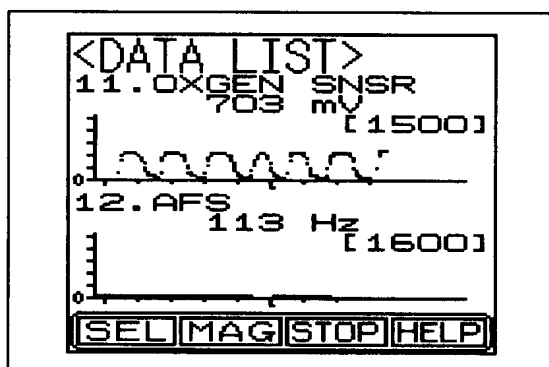 <DATA LIST>
11.OXGEN SNSR
703 mV
[1500]
0
12.AFS
113 Hz
[1600]
0
SEL MAG STOP HELP